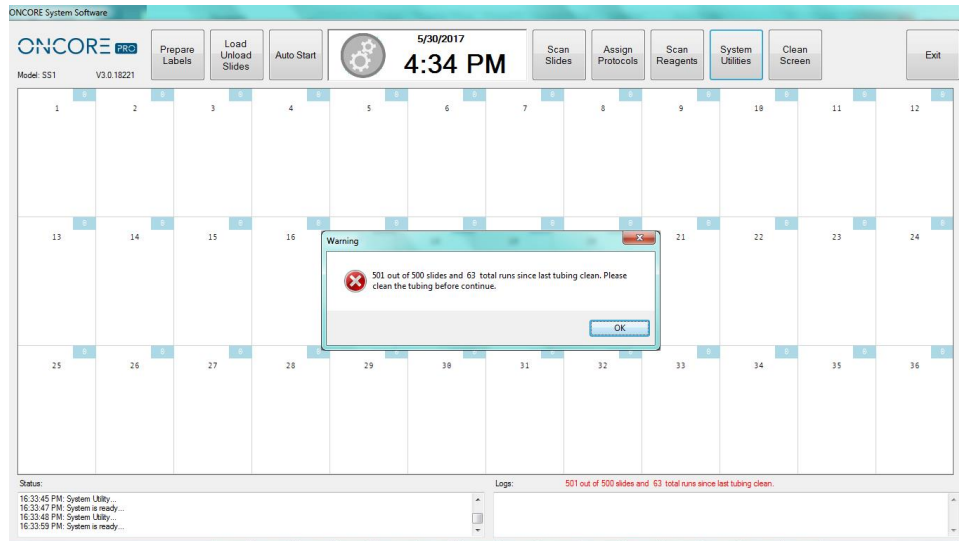 ONCORE System Software
ONCORE PRO
Model: SS1 V3.0.18221
Prepare Labels
Load Unload Slides
Auto Start
5/30/2017
4:34 PM
Scan Slides
Assign Protocols
Scan Reagents
System Utilities
Clean Screen
Exit
1 2 3 4 5 6 7 8 9 10 11 12
13 14 15 16 21 22 23 24
Warning
501 out of 500 slides and 63 total runs since last tubing clean. Please
clean the tubing before continue.
OK
25 26 27 28 29 30 31 32 33 34 35 36
Status:
16:33:45 PM: System Utility...
16:33:47 PM: System is ready...
16:33:48 PM: System Utility...
16:33:59 PM: System is ready...
Logs: 501 out of 500 slides and 63 total runs since last tubing clean.